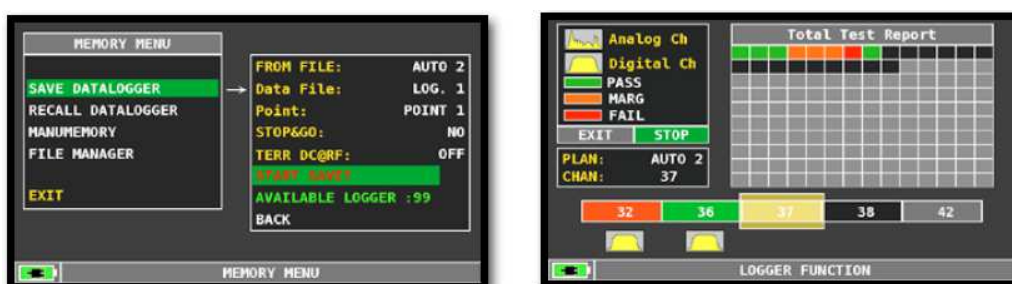 MEMORY MENU
SAVE DATALOGGER
RECALL DATALOGGER
MANUMEMORY
FILE MANAGER
EXIT
FROM FILE: AUTO 2
Data File: LOG. 1
Point: POINT 1
STOP&GO: NO
TERR DC@RF: OFF
START SAVE?
AVAILABLE LOGGER :99
BACK
MEMORY MENU
Analog Ch
Digital Ch
PASS
MARG
FAIL
EXIT STOP
PLAN: AUTO 2
CHAN: 37
Total Test Report
32 36 37 38 42
LOGGER FUNCTION